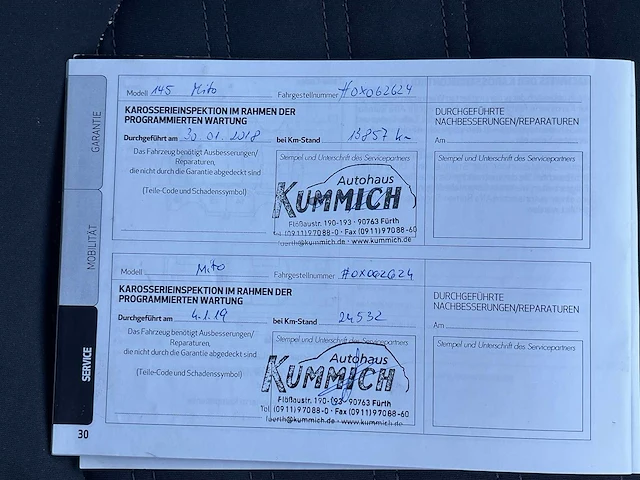 GARANTIE
MOBILITÄT
SERVICE
Modell 145 Mito Fahrgestellnummer #0X062624
KAROSSERIEINSPEKTION IM RAHMEN DER
PROGRAMMIERTEN WARTUNG
Durchgeführt am 30.01.2018 bei Km-Stand 13857 km
Das Fahrzeug benötigt Ausbesserungen/
Reparaturen,
die nicht durch die Garantie abgedeckt sind
(Teile-Code und Schadenssymbol)
Stempel und Unterschrift des Servicepartners
Autohaus
KUMMICH
Flößaustr. 190-193 · 90763 Fürth
Tel. (0911) 97088-0 · Fax (0911) 97088-60
fuerth@kummich.de · www.kummich.de
DURCHGEFÜHRTE
NACHBESSERUNGEN/REPARATUREN
Am
Stempel und Unterschrift des Servicepartners
Modell Mito Fahrgestellnummer #0X062624
KAROSSERIEINSPEKTION IM RAHMEN DER
PROGRAMMIERTEN WARTUNG
Durchgeführt am 4.1.19 bei Km-Stand 24532
Das Fahrzeug benötigt Ausbesserungen/
Reparaturen,
die nicht durch die Garantie abgedeckt sind
(Teile-Code und Schadenssymbol)
Stempel und Unterschrift des Servicepartners
Autohaus
KUMMICH
Flößaustr. 190-193 · 90763 Fürth
Tel. (0911) 97088-0 · Fax (0911) 97088-60
fuerth@kummich.de · www.kummich.de
DURCHGEFÜHRTE
NACHBESSERUNGEN/REPARATUREN
Am
Stempel und Unterschrift des Servicepartners
30